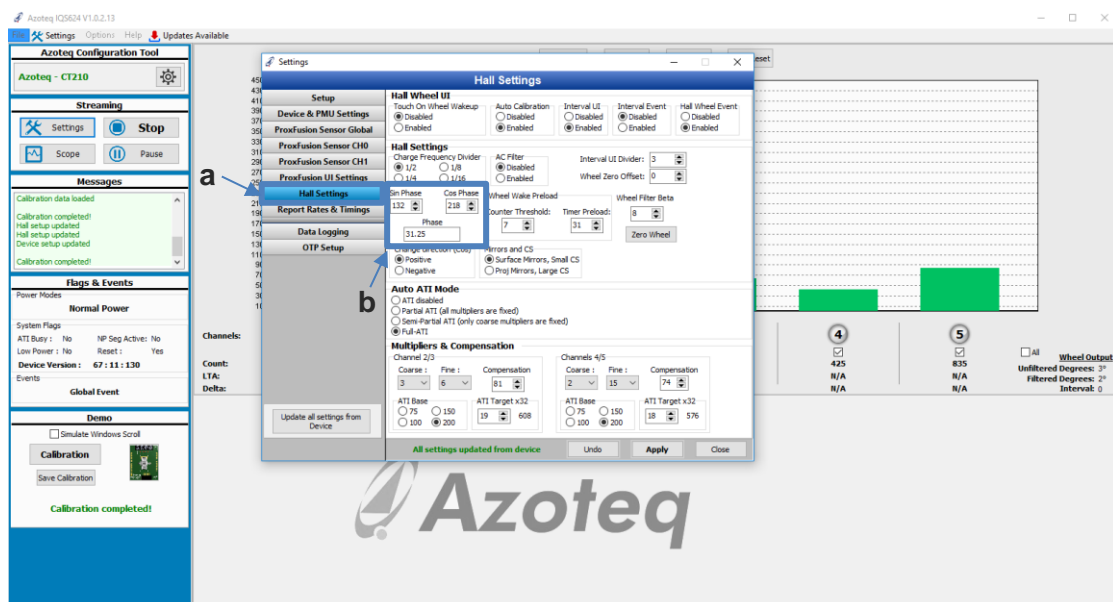 Azoteq IQS624 V1.0.2.13
File Settings Options Help Updates Available
Azoteq Configuration Tool
Azoteq - CT210
Streaming
Settings Stop
Scope Pause
Messages
Calibration data loaded
Calibration completed!
Hall setup updated
Hall setup updated
Device setup updated
Calibration completed!
Flags & Events
Power Modes
Normal Power
System Flags
ATI Busy : No NP Seg Active: No
Low Power : No Reset : Yes
Device Version : 67 : 11 : 130
Events
Global Event
Demo
Simulate Windows Scroll
Calibration
Save Calibration
Calibration completed!
a
b
Settings
Hall Settings
Setup
Device & PMU Settings
ProxFusion Sensor Global
ProxFusion Sensor CH0
ProxFusion Sensor CH1
ProxFusion UI Settings
Hall Settings
Report Rates & Timings
Data Logging
OTP Setup
Update all settings from
Device
Hall Wheel UI
Touch On Wheel Wakeup Auto Calibration Interval UI Interval Event Hall Wheel Event
Disabled Disabled Disabled Disabled Disabled
Enabled Enabled Enabled Enabled Enabled
Hall Settings
Charge Frequency Divider AC Filter Interval UI Divider: 3
1/2 1/8 Disabled
1/4 1/16 Enabled Wheel Zero Offset: 0
Sin Phase Cos Phase Wheel Wake Preload Wheel Filter Beta
132 218 Counter Threshold: Timer Preload: 8
Phase 7 31
31.25 Zero Wheel
Change Direction (Cos) Mirrors and CS
Positive Surface Mirrors, Small CS
Negative Proj Mirrors, Large CS
Auto ATI Mode
ATI disabled
Partial ATI (all multipliers are fixed)
Semi-Partial ATI (only coarse multipliers are fixed)
Full-ATI
Multipliers & Compensation
Channel 2/3 Channels 4/5
Coarse : Fine : Compensation Coarse : Fine : Compensation
3 6 81 2 15 74
ATI Base ATI Target x32 ATI Base ATI Target x32
75 150 19 608 75 150 18 576
100 200 100 200
All settings updated from device Undo Apply Close
Channels: 4 5
All Wheel Output
Count: 425 835 Unfiltered Degrees: 3°
LTA: N/A N/A Filtered Degrees: 2°
Delta: N/A N/A Interval: 0
Azoteq